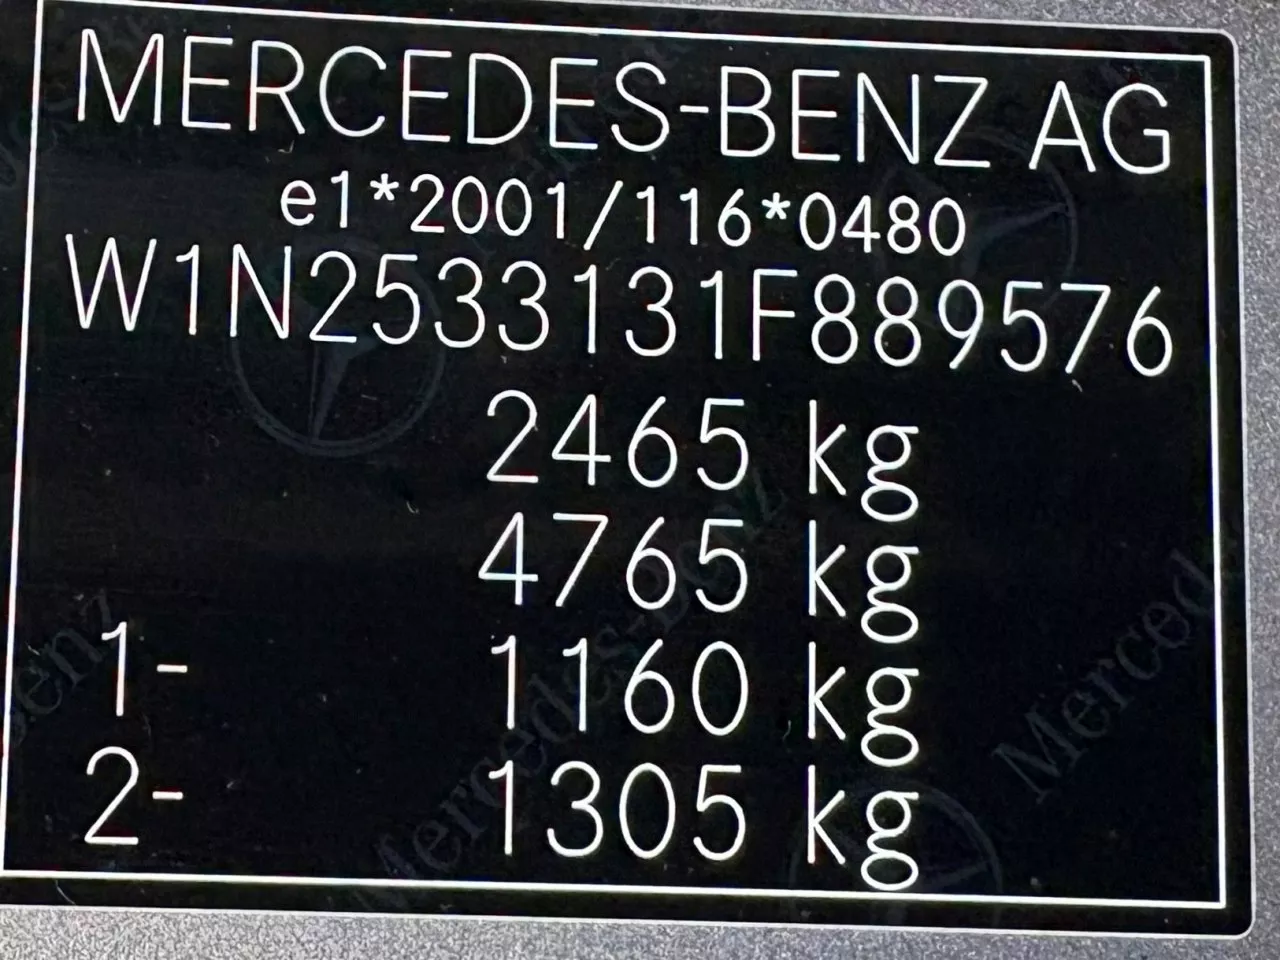 MERCEDES-BENZ AG
e1*2001/116*0480
W1N2533131F889576
2465 kg
4765 kg
1- 1160 kg
2- 1305 kg